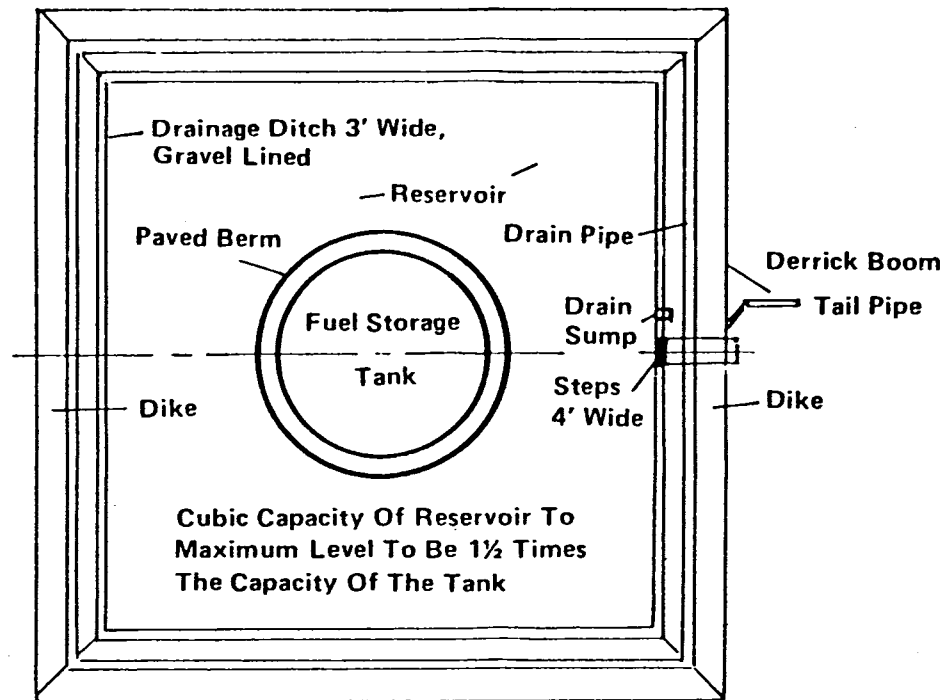 Drainage Ditch 3' Wide,
Gravel Lined
Reservoir
Paved Berm
Drain Pipe
Derrick Boom
Fuel Storage
Tank
Drain
Sump
Tail Pipe
Steps
4' Wide
Dike
Dike
Cubic Capacity Of Reservoir To
Maximum Level To Be 1½ Times
The Capacity Of The Tank